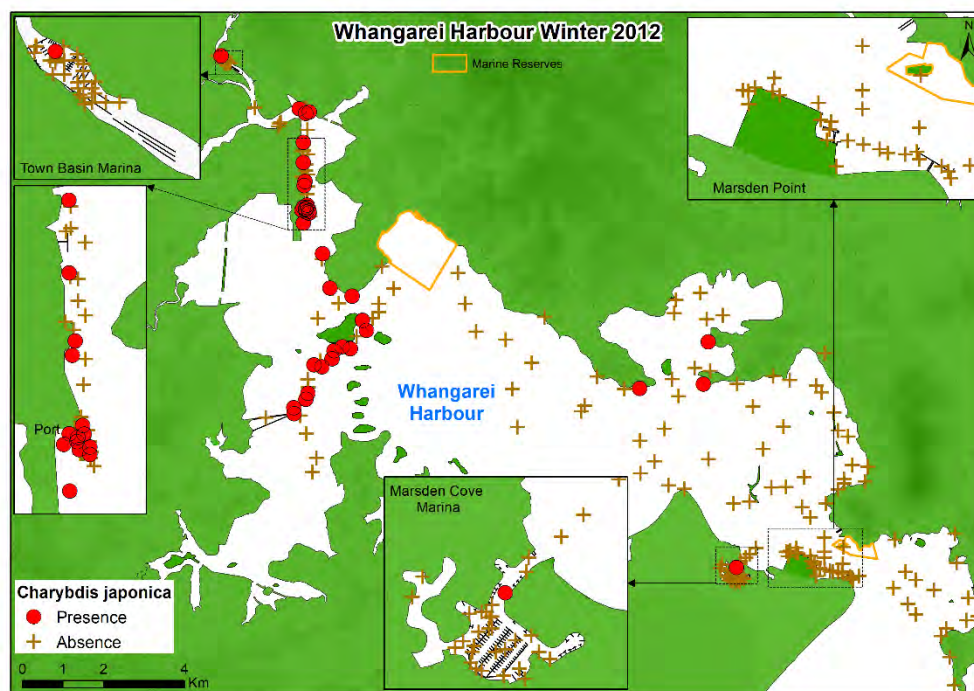 Whangarei Harbour Winter 2012
Marine Reserves
N
Town Basin Marina
Marsden Point
Port
Whangarei
Harbour
Marsden Cove
Marina
Charybdis japonica
Presence
Absence
0 1 2 4
Km